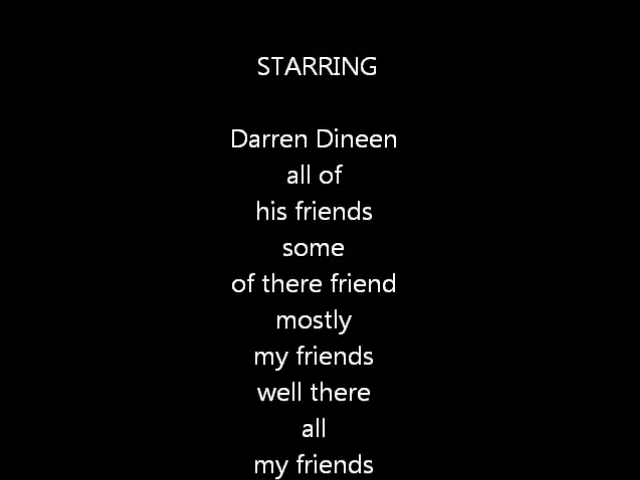 STARRING
Darren Dineen
all of
his friends
some
of there friend
mostly
my friends
well there
all
my friends